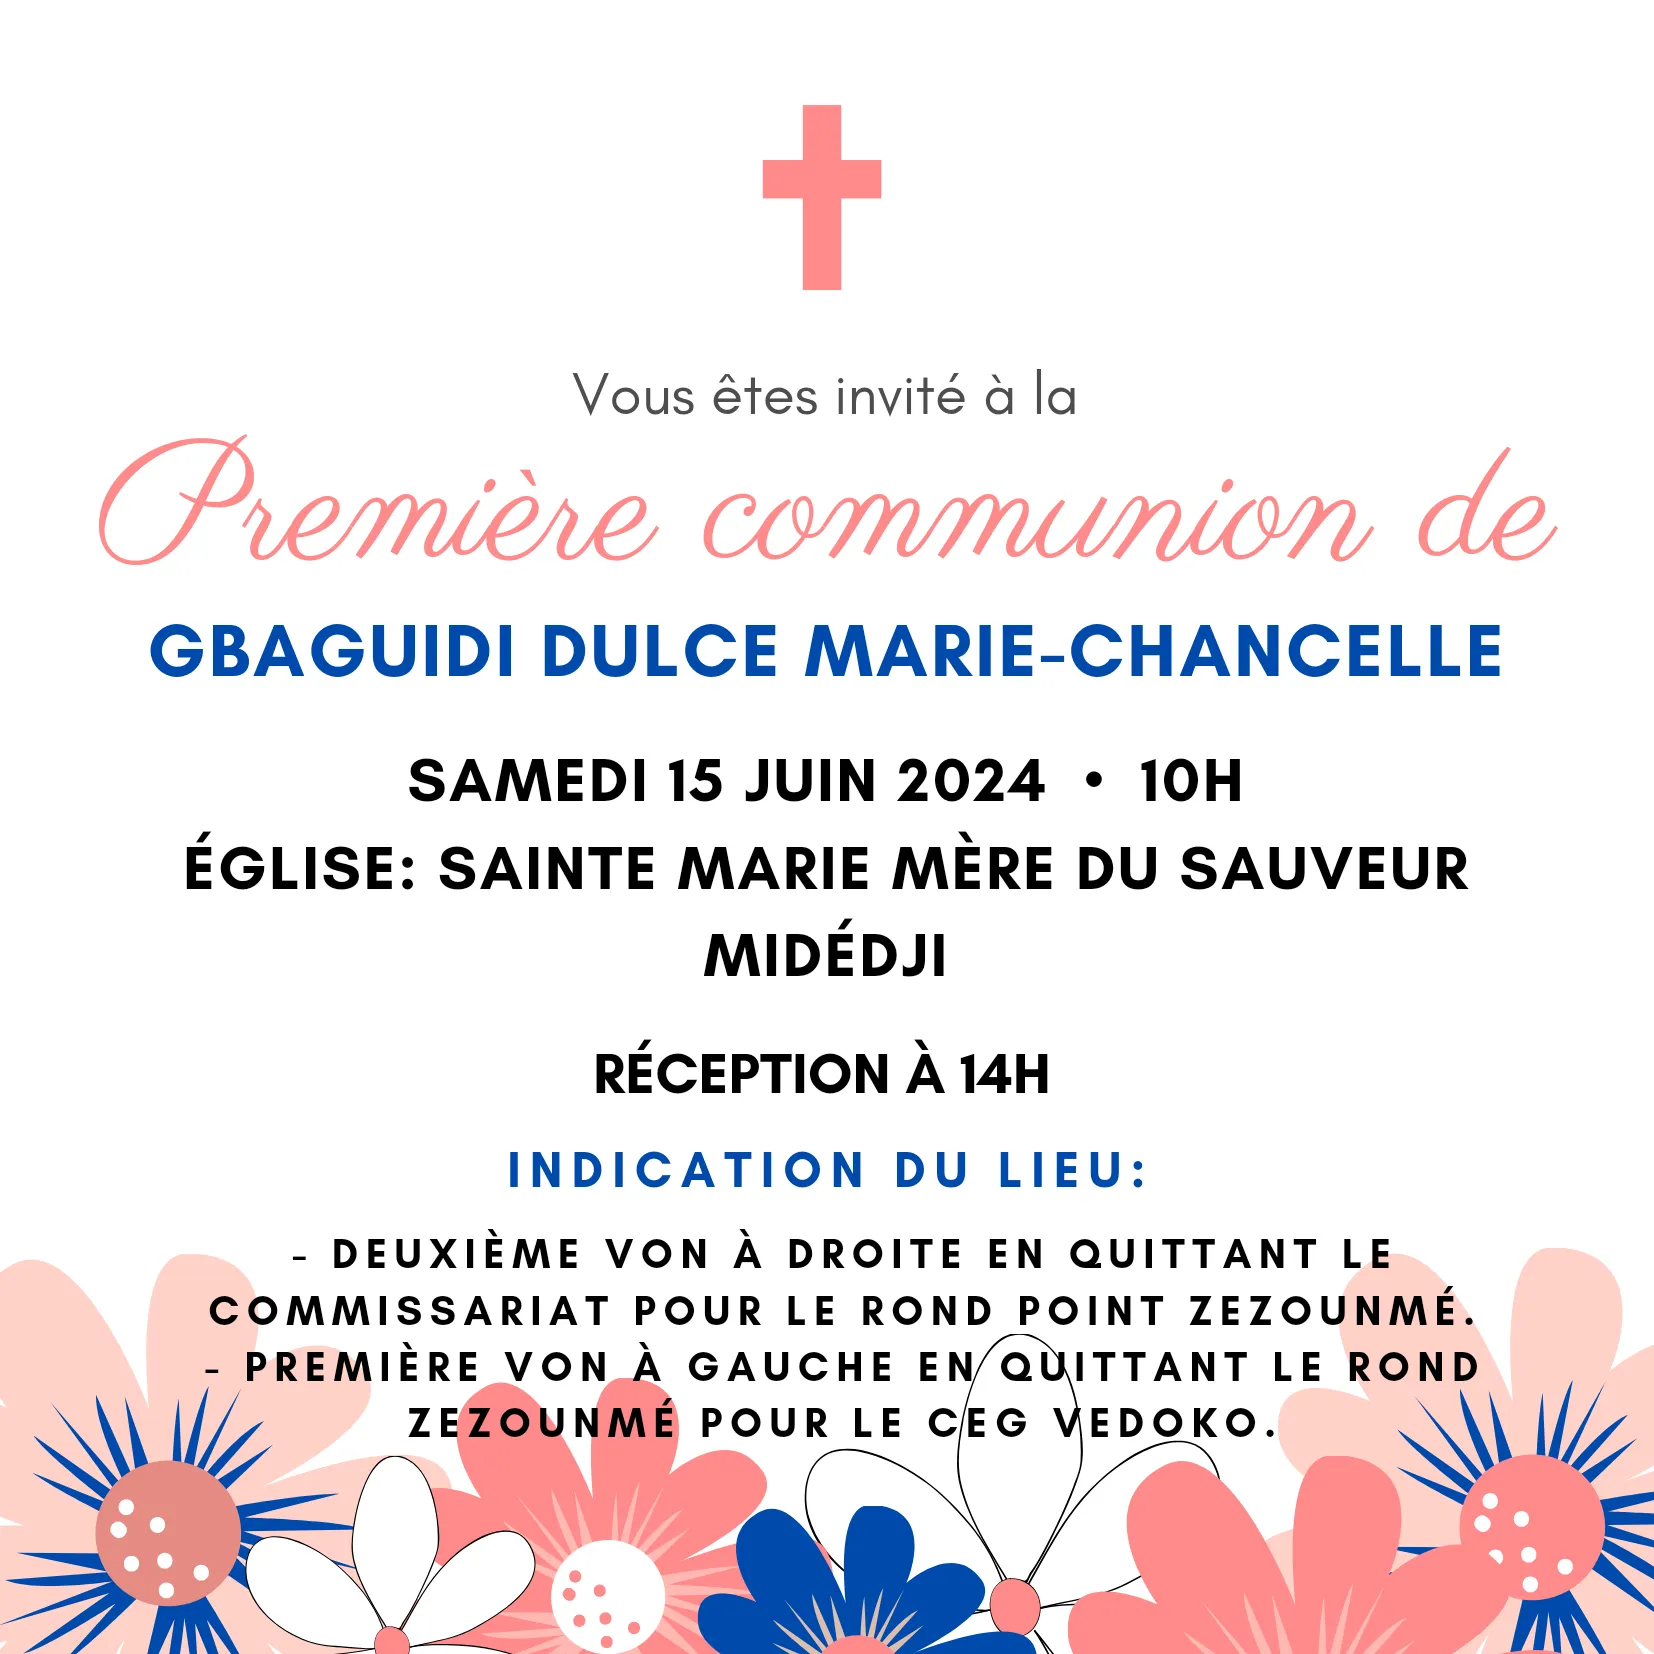 Vous êtes invité à la
Première communion de
GBAGUIDI DULCE MARIE-CHANCELLE
SAMEDI 15 JUIN 2024 • 10H
ÉGLISE: SAINTE MARIE MÈRE DU SAUVEUR
MIDÉDJI
RÉCEPTION À 14H
INDICATION DU LIEU:
- DEUXIÈME VON À DROITE EN QUITTANT LE
COMMISSARIAT POUR LE ROND POINT ZEZOUNMÉ.
- PREMIÈRE VON À GAUCHE EN QUITTANT LE ROND
ZEZOUNMÉ POUR LE CEG VEDOKO.